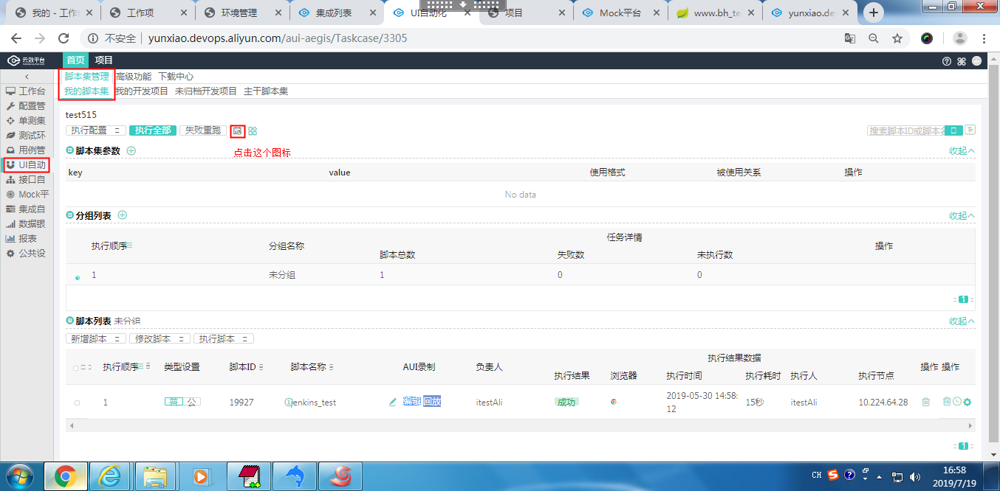 我的 - 工作 工作项 环境管理 集成列表 UI自动化 项目 Mock平台 www.bh_te yunxiao.de
不安全 yunxiao.devops.aliyun.com/aui-aegis/Taskcase/3305
云效平台 首页 项目
脚本集管理 高级功能 下载中心
我的脚本集 我的开发项目 未归档开发项目 主干脚本集
工作台
配置管
单测集
测试环
用例管
UI自动
接口自
Mock平
集成自
数据银
报表
公共设
test515
执行配置 执行全部 失败重跑 搜索脚本ID或脚本名
点击这个图标
脚本集参数 收起
key value 使用格式 被使用关系 操作
No data
分组列表 收起
执行顺序 分组名称 任务详情 操作
脚本总数 失败数 未执行数
1 未分组 1 0 0
1
脚本列表 未分组 收起
新增脚本 修改脚本 执行脚本
执行顺序 类型设置 脚本ID 脚本名称 AUI录制 负责人 执行结果数据 操作 操作
执行结果 浏览器 执行时间 执行耗时 执行人 执行节点
1 普 公 19927 jenkins_test 编辑 回放 itestAli 成功 2019-05-30 14:58:12 15秒 itestAli 10.224.64.28
1
CH 16:58
2019/7/19